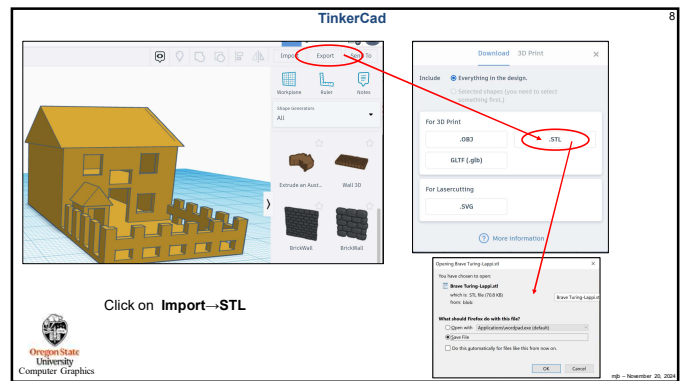 TinkerCad
8
Import
Export
Send To
Workplane
Ruler
Notes
Shape Generators
All
Extrude an Aust...
Wall 3D
BrickWall
BrickWall
Download
3D Print
Include
Everything in the design.
Selected shapes (you need to select
something first.)
For 3D Print
.OBJ
.STL
GLTF (.glb)
For Lasercutting
.SVG
More Information
Opening Brave Turing-Lappi.stl
You have chosen to open:
Brave Turing-Lappi.stl
which is: STL file (70.8 KB)
from: blob:
Brave Turing-Lappi.st
What should Firefox do with this file?
Open with
Applications\wordpad.exe (default)
Save File
Do this automatically for files like this from now on.
OK
Cancel
Click on Import→STL
Oregon State
University
Computer Graphics
mjb – November 20, 2024